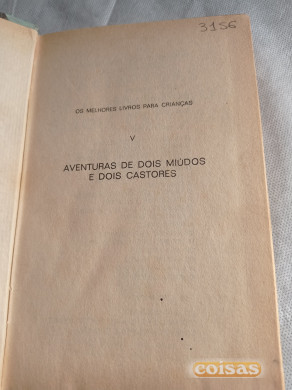 3156
OS MELHORES LIVROS PARA CRIANÇAS
V
AVENTURAS DE DOIS MIÚDOS
E DOIS CASTORES
coisas